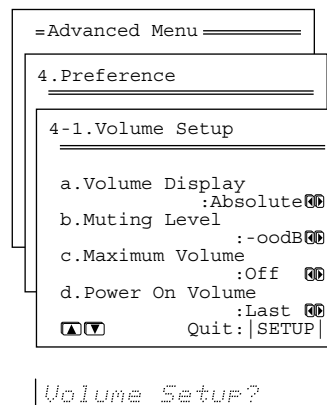 =Advanced Menu
4.Preference
4-1.Volume Setup
a.Volume Display
:Absolute
b.Muting Level
:-oodB
c.Maximum Volume
:Off
d.Power On Volume
:Last
Quit:|SETUP|
Volume Setup?